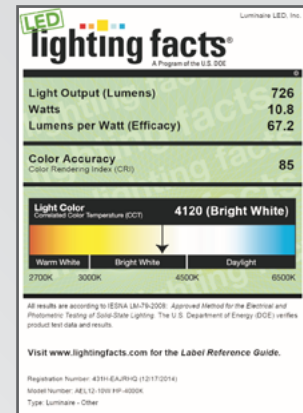 Luminaire LED, Inc.
LED
lighting facts®
A Program of the U.S. DOE
Light Output (Lumens) 726
Watts 10.8
Lumens per Watt (Efficacy) 67.2
Color Accuracy
Color Rendering Index (CRI) 85
Light Color
Correlated Color Temperature (CCT) 4120 (Bright White)
Warm White Bright White Daylight
2700K 3000K 4500K 6500K
All results are according to IESNA LM-79-2008: Approved Method for the Electrical and
Photometric Testing of Solid-State Lighting. The U.S. Department of Energy (DOE) verifies
product test data and results.
Visit www.lightingfacts.com for the Label Reference Guide.
Registration Number: 431H-EAJRHQ (12/17/2014)
Model Number: AEL12-10W HP-4000K
Type: Luminaire - Other